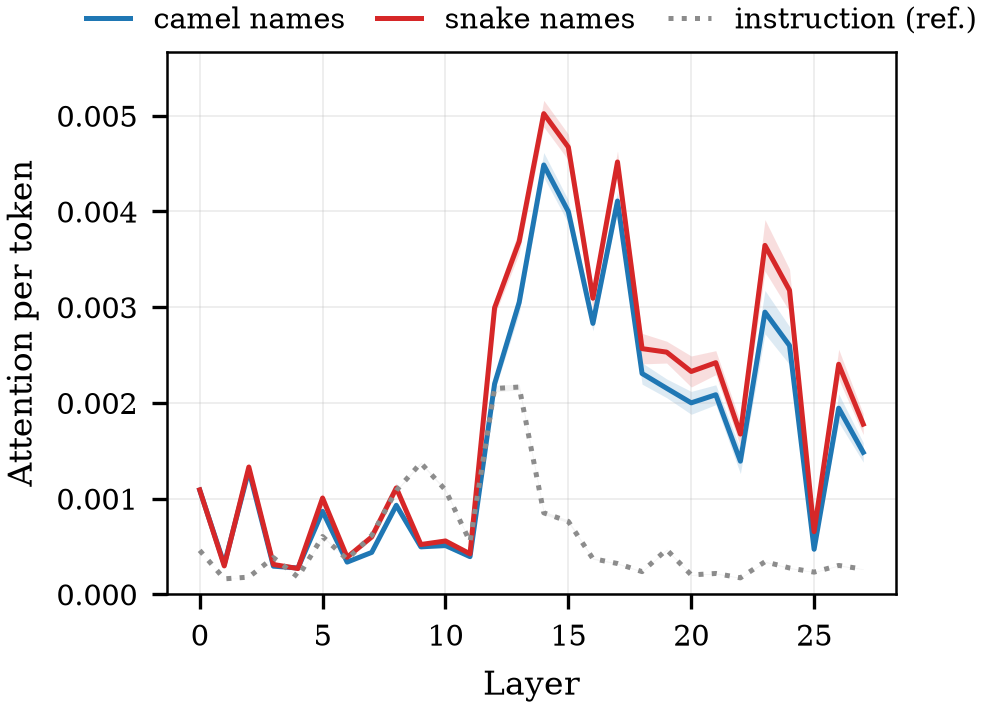 camel names snake names instruction (ref.)
0.005
0.004
0.003
0.002
0.001
0.000
Attention per token
0 5 10 15 20 25
Layer